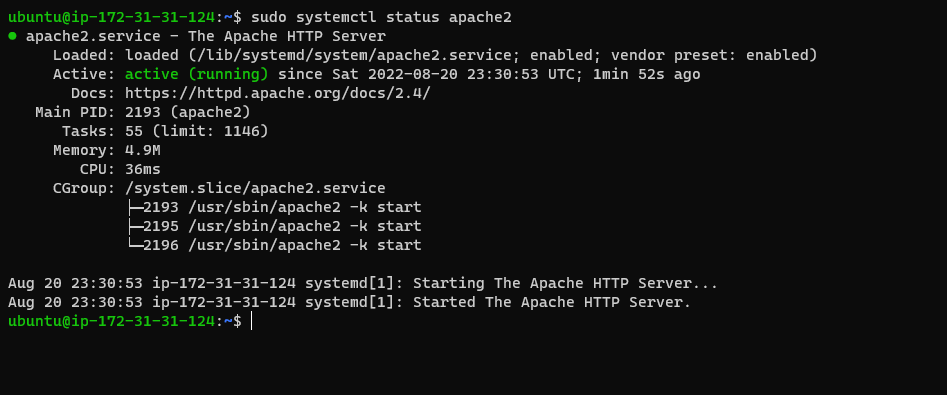 ubuntu@ip-172-31-31-124:~$ sudo systemctl status apache2
● apache2.service - The Apache HTTP Server
     Loaded: loaded (/lib/systemd/system/apache2.service; enabled; vendor preset: enabled)
     Active: active (running) since Sat 2022-08-20 23:30:53 UTC; 1min 52s ago
       Docs: https://httpd.apache.org/docs/2.4/
   Main PID: 2193 (apache2)
      Tasks: 55 (limit: 1146)
     Memory: 4.9M
        CPU: 36ms
     CGroup: /system.slice/apache2.service
             ├─2193 /usr/sbin/apache2 -k start
             ├─2195 /usr/sbin/apache2 -k start
             └─2196 /usr/sbin/apache2 -k start

Aug 20 23:30:53 ip-172-31-31-124 systemd[1]: Starting The Apache HTTP Server...
Aug 20 23:30:53 ip-172-31-31-124 systemd[1]: Started The Apache HTTP Server.
ubuntu@ip-172-31-31-124:~$